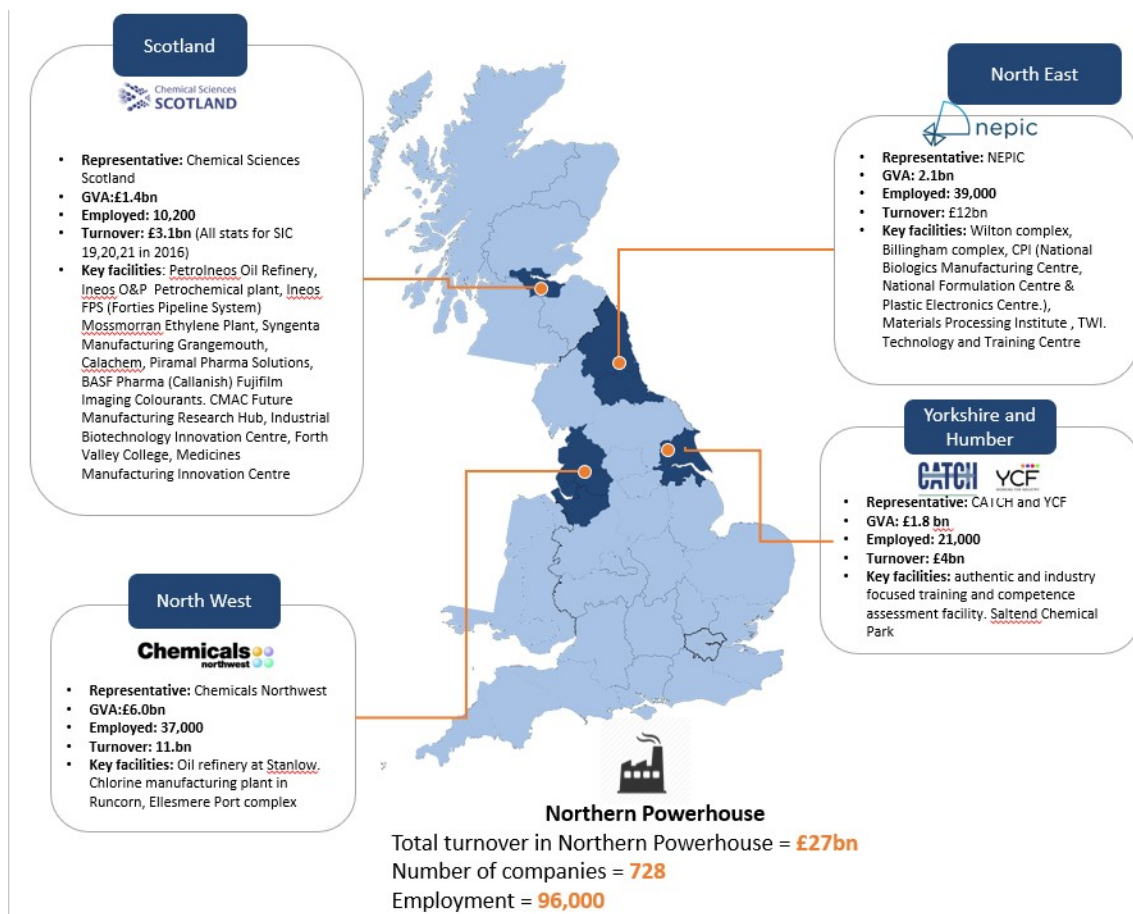 Scotland
Chemical Sciences
SCOTLAND
• Representative: Chemical Sciences
Scotland
• GVA:£1.4bn
• Employed: 10,200
• Turnover: £3.1bn (All stats for SIC
19,20,21 in 2016)
• Key facilities: PetroIneos Oil Refinery,
Ineos O&P Petrochemical plant, Ineos
FPS (Forties Pipeline System)
Mossmorran Ethylene Plant, Syngenta
Manufacturing Grangemouth,
Calachem, Piramal Pharma Solutions,
BASF Pharma (Callanish) Fujifilm
Imaging Colourants. CMAC Future
Manufacturing Research Hub, Industrial
Biotechnology Innovation Centre, Forth
Valley College, Medicines
Manufacturing Innovation Centre
North East
nepic
• Representative: NEPIC
• GVA: 2.1bn
• Employed: 39,000
• Turnover: £12bn
• Key facilities: Wilton complex,
Billingham complex, CPI (National
Biologics Manufacturing Centre,
National Formulation Centre &
Plastic Electronics Centre.),
Materials Processing Institute , TWI.
Technology and Training Centre
Yorkshire and
Humber
CATCH YCF
• Representative: CATCH and YCF
• GVA: £1.8 bn
• Employed: 21,000
• Turnover: £4bn
• Key facilities: authentic and industry
focused training and competence
assessment facility. Saltend Chemical
Park
North West
Chemicals
northwest
• Representative: Chemicals Northwest
• GVA:£6.0bn
• Employed: 37,000
• Turnover: 11.bn
• Key facilities: Oil refinery at Stanlow.
Chlorine manufacturing plant in
Runcorn, Ellesmere Port complex
Northern Powerhouse
Total turnover in Northern Powerhouse = £27bn
Number of companies = 728
Employment = 96,000